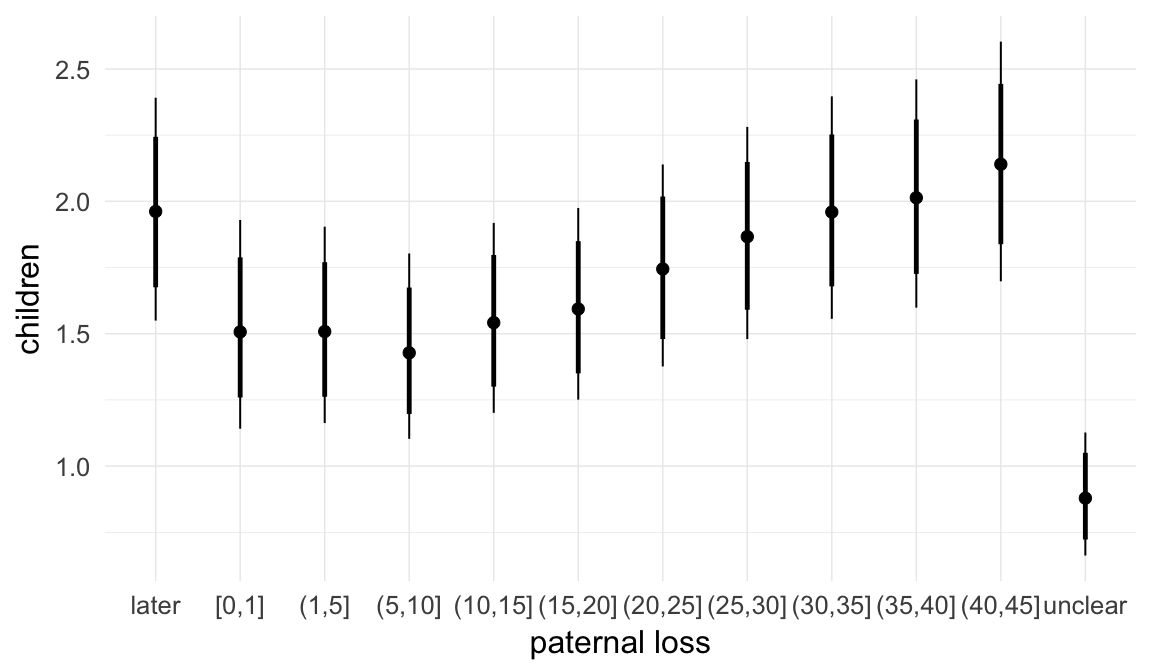 children
2.5
2.0
1.5
1.0
later [0,1] (1,5] (5,10] (10,15] (15,20] (20,25] (25,30] (30,35] (35,40] (40,45] unclear
paternal loss